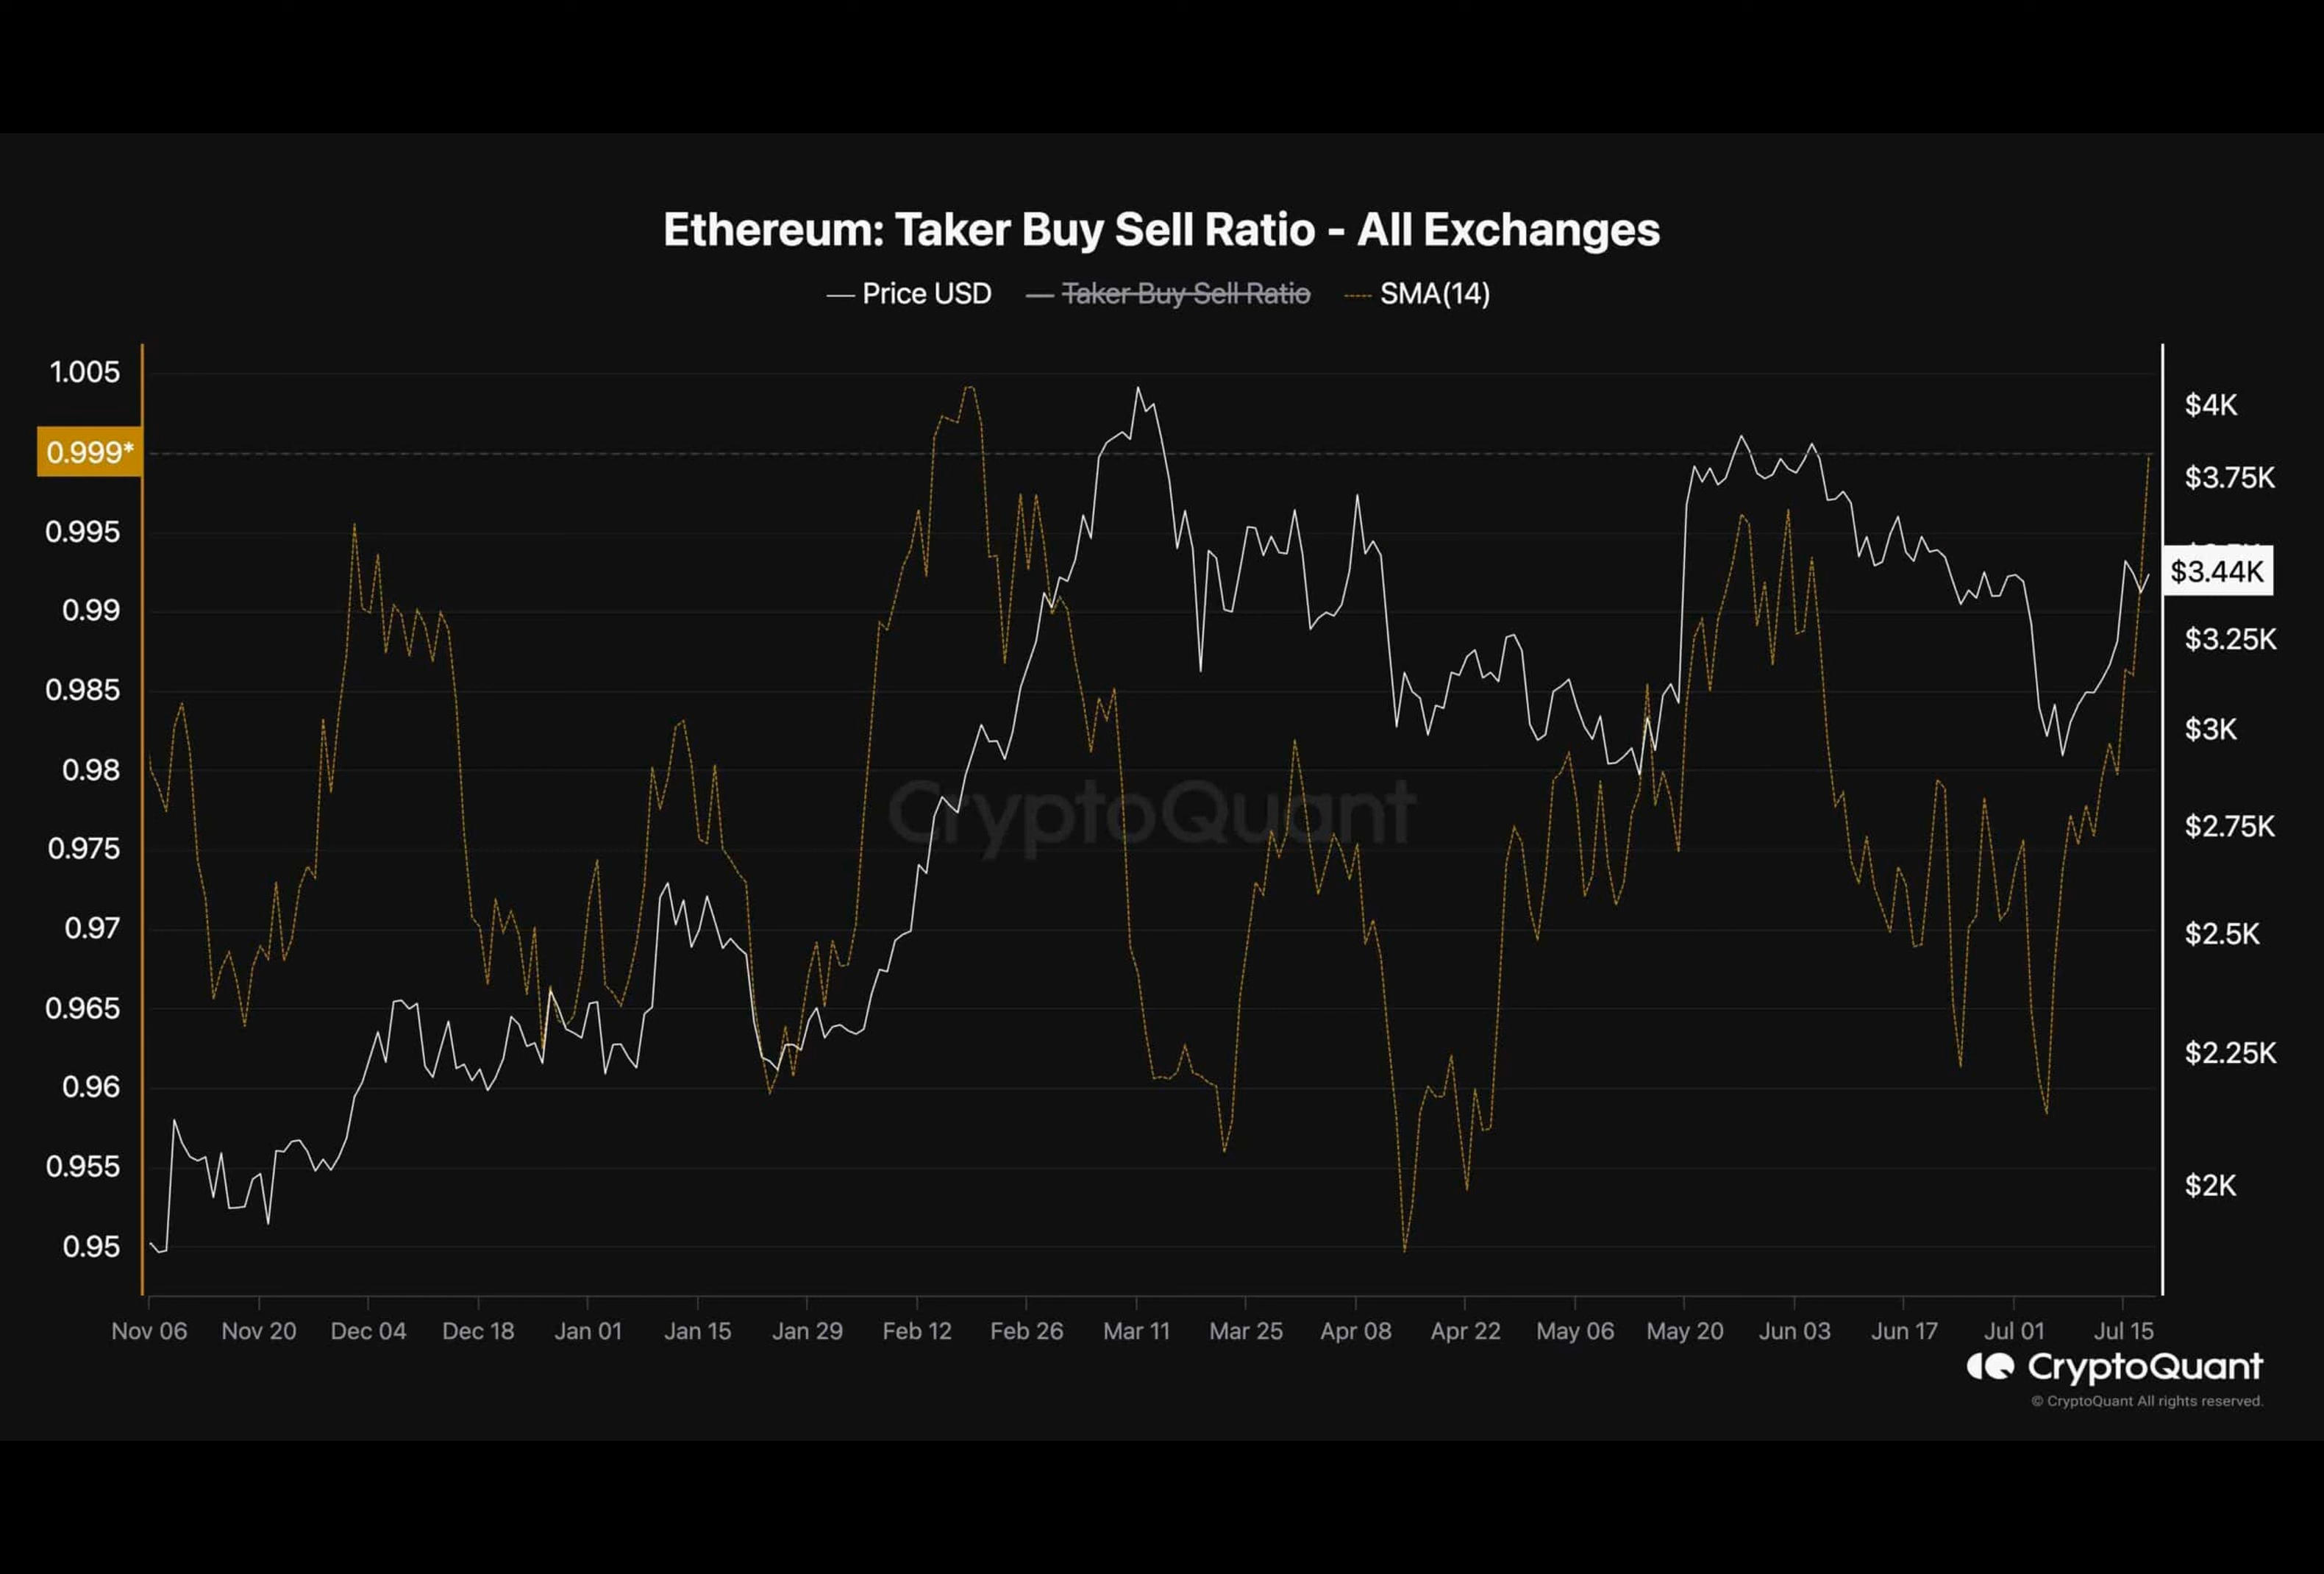 Ethereum: Taker Buy Sell Ratio - All Exchanges
Price USD Taker Buy Sell Ratio SMA(14)
1.005
0.999*
0.995
0.99
0.985
0.98
0.975
0.97
0.965
0.96
0.955
0.95
$4K
$3.75K
$3.44K
$3.25K
$3K
$2.75K
$2.5K
$2.25K
$2K
CryptoQuant
Nov 06 Nov 20 Dec 04 Dec 18 Jan 01 Jan 15 Jan 29 Feb 12 Feb 26 Mar 11 Mar 25 Apr 08 Apr 22 May 06 May 20 Jun 03 Jun 17 Jul 01 Jul 15
CryptoQuant
© CryptoQuant All rights reserved.